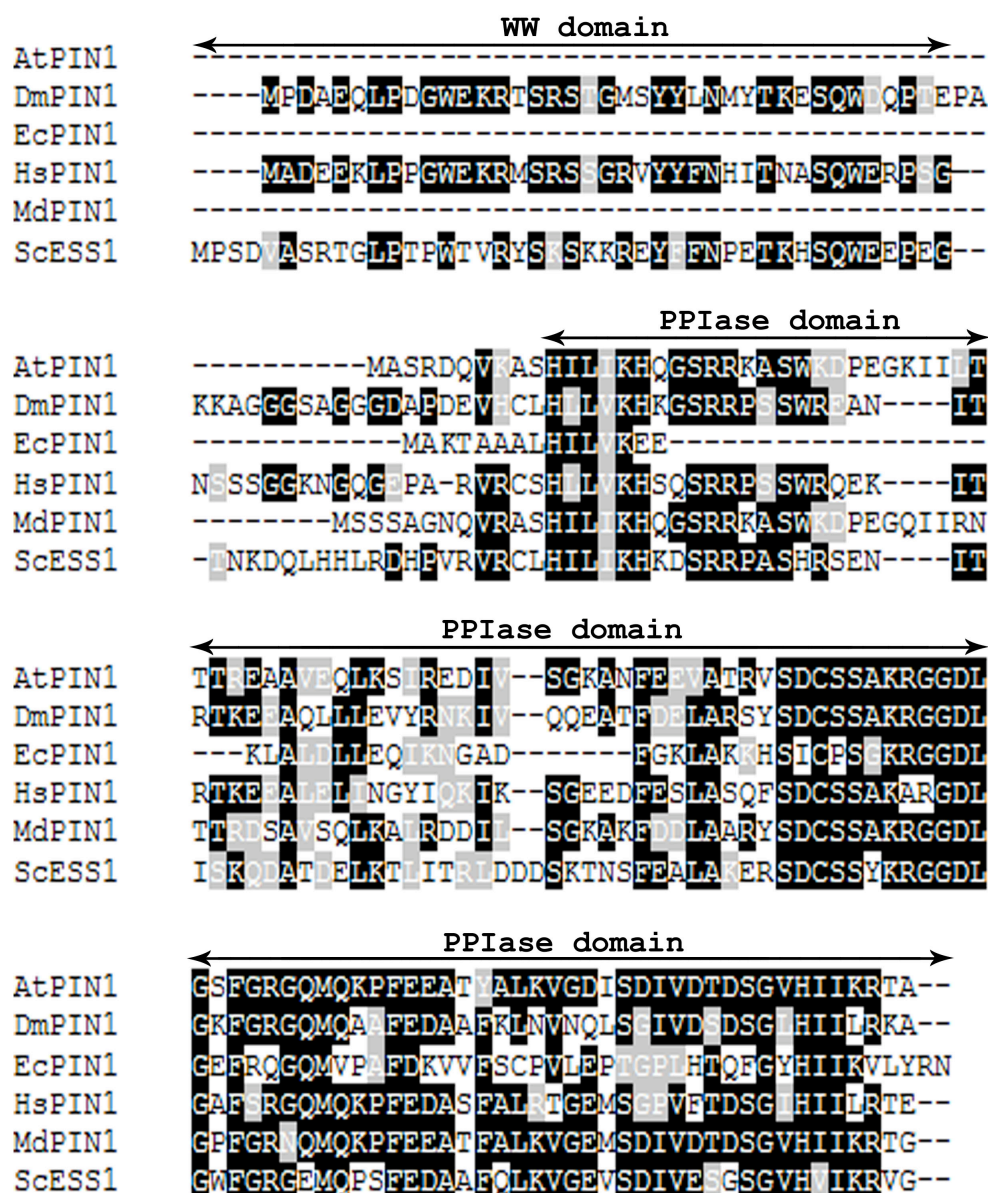 WW domain
AtPIN1 ---------------------------------------------
DmPIN1 ----MPDAEQLPDGWEKRTSRSTGMSYYLNMYTKESQWDQPTEPA
EcPIN1 ---------------------------------------------
HsPIN1 ----MADEEKLPPGWEKRMSRSSGRVYYFNHITNASQWERPSG--
MdPIN1 ---------------------------------------------
ScESS1 MPSDVASRTGLPTPWTVRYSKSKKREYFFNPETKHSQWEEPEG--
PPIase domain
AtPIN1 ----------MASRDQVKASHILIKHQGSRRKASWKDPEGKIILT
DmPIN1 KKAGGGSAGGGDAPDEVHCLHLLVKHKGSRRPSSWREAN----IT
EcPIN1 ------------MAKTAAALHILVKEE------------------
HsPIN1 NSSSGGKNGQGEPA-RVRCSHLLVKHSQSRRPSSWRQEK----IT
MdPIN1 --------MSSSAGNQVRASHILIKHQGSRRKASWKDPEGQIIRN
ScESS1 -TNKDQLHHLRDHPVRVRCLHILIKHKDSRRPASHRSEN----IT
PPIase domain
AtPIN1 TTREAAVEQLKSIREDIV--SGKANFEEVATRVSDCSSAKRGGDL
DmPIN1 RTKEEAQLLLEVYRNKIV--QQEATFDELARSYSDCSSAKRGGDL
EcPIN1 ---KLALDLLEQIKNGAD-------FGKLAKKHSICPSGKRGGDL
HsPIN1 RTKEEALELINGYIQKIK--SGEEDFESLASQFSDCSSAKARGDL
MdPIN1 TTRDSAVSQLKALRDDIL--SGKAKFDDLAARYSDCSSAKRGGDL
ScESS1 ISKQDATDELKTLITRLDDDSKTNSFEALAKERSDCSSYKRGGDL
PPIase domain
AtPIN1 GSFGRGQMQKPFEEATYALKVGDISDIVDTDSGVHIIKRTA--
DmPIN1 GKFGRGQMQAAFEDAAFKLNVNQLSGIVDSDSGLHIILRKA--
EcPIN1 GEFRQGQMVPAFDKVVFSCPVLEPTGPLHTQFGYHIIKVLYRN
HsPIN1 GAFSRGQMQKPFEDASFALRTGEMSGPVFTDSGIHIILRTE--
MdPIN1 GPFGRNQMQKPFEEATFALKVGEMSDIVDTDSGVHIIKRTG--
ScESS1 GWFGRGEMQPSFEDAAFQLKVGEVSDIVESGSGVHVIKRVG--